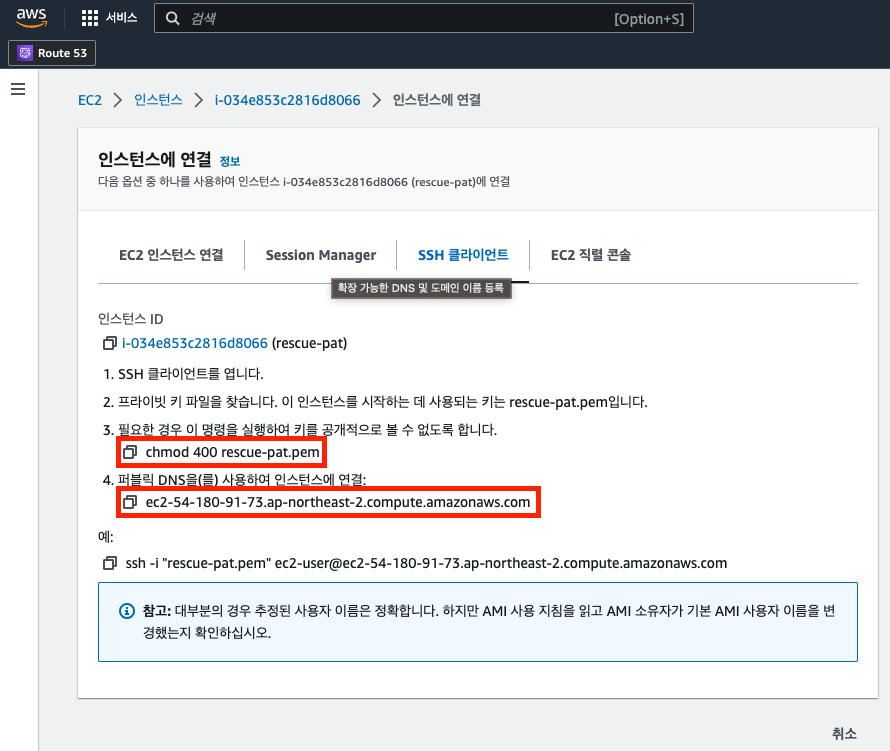 aws
서비스
검색
[Option+S]
Route 53
EC2 > 인스턴스 > i-034e853c2816d8066 > 인스턴스에 연결
인스턴스에 연결 정보
다음 옵션 중 하나를 사용하여 인스턴스 i-034e853c2816d8066 (rescue-pat)에 연결
EC2 인스턴스 연결
Session Manager
SSH 클라이언트
EC2 직렬 콘솔
확장 가능한 DNS 및 도메인 이름 등록
인스턴스 ID
i-034e853c2816d8066 (rescue-pat)
1. SSH 클라이언트를 엽니다.
2. 프라이빗 키 파일을 찾습니다. 이 인스턴스를 시작하는 데 사용되는 키는 rescue-pat.pem입니다.
3. 필요한 경우 이 명령을 실행하여 키를 공개적으로 볼 수 없도록 합니다.
chmod 400 rescue-pat.pem
4. 퍼블릭 DNS을(를) 사용하여 인스턴스에 연결:
ec2-54-180-91-73.ap-northeast-2.compute.amazonaws.com
예:
ssh -i "rescue-pat.pem" ec2-user@ec2-54-180-91-73.ap-northeast-2.compute.amazonaws.com
참고: 대부분의 경우 추정된 사용자 이름은 정확합니다. 하지만 AMI 사용 지침을 읽고 AMI 소유자가 기본 AMI 사용자 이름을 변
경했는지 확인하십시오.
취소